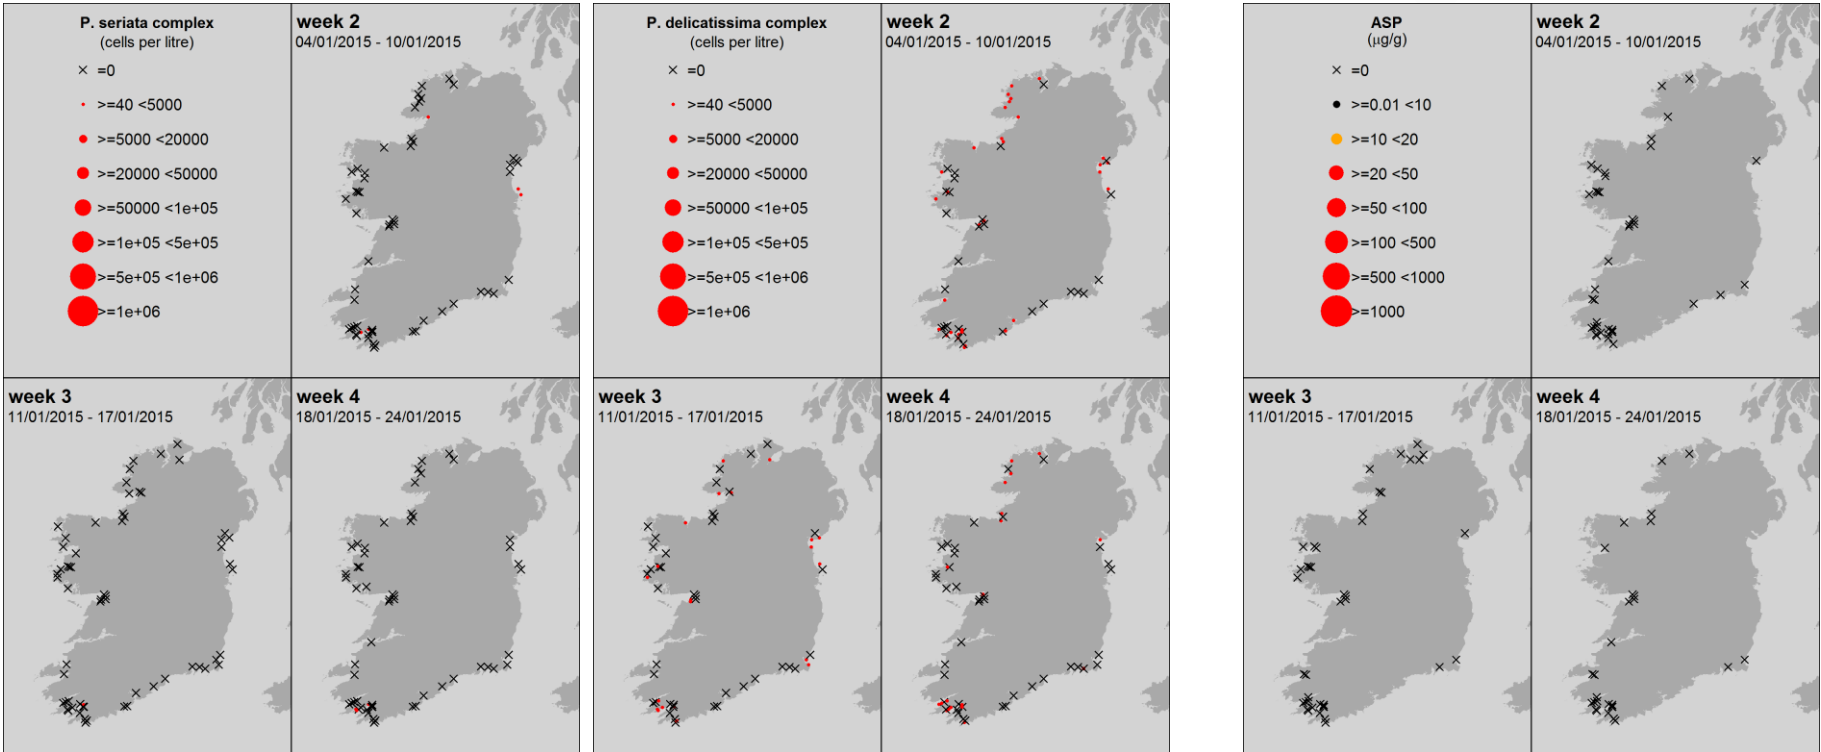 P. seriata complex
(cells per litre)
=0
>=40 <5000
>=5000 <20000
>=20000 <50000
>=50000 <1e+05
>=1e+05 <5e+05
>=5e+05 <1e+06
>=1e+06
week 2
04/01/2015 - 10/01/2015
week 3
11/01/2015 - 17/01/2015
week 4
18/01/2015 - 24/01/2015
P. delicatissima complex
(cells per litre)
=0
>=40 <5000
>=5000 <20000
>=20000 <50000
>=50000 <1e+05
>=1e+05 <5e+05
>=5e+05 <1e+06
>=1e+06
week 2
04/01/2015 - 10/01/2015
week 3
11/01/2015 - 17/01/2015
week 4
18/01/2015 - 24/01/2015
ASP
(µg/g)
=0
>=0.01 <10
>=10 <20
>=20 <50
>=50 <100
>=100 <500
>=500 <1000
>=1000
week 2
04/01/2015 - 10/01/2015
week 3
11/01/2015 - 17/01/2015
week 4
18/01/2015 - 24/01/2015